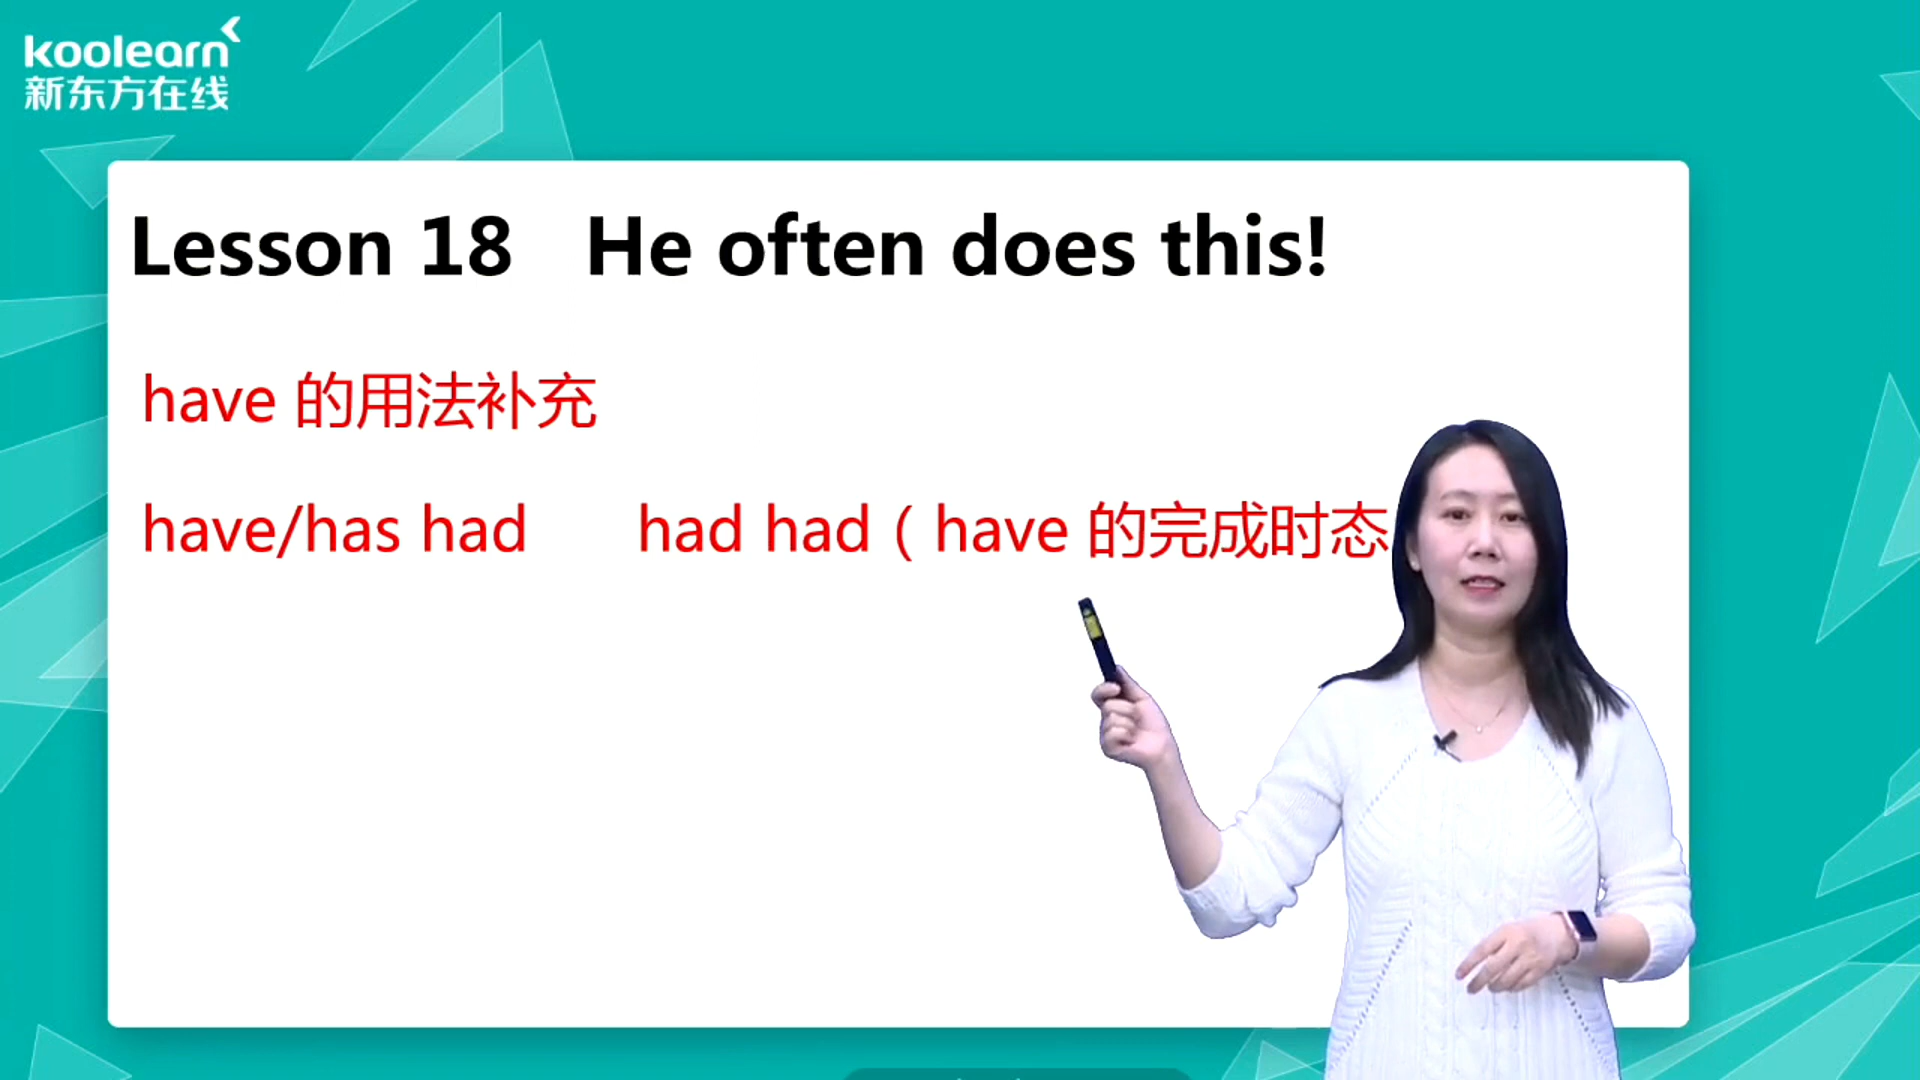 koolearn
新东方在线
Lesson 18 He often does this!
have 的用法补充
have/has had had had ( have 的完成时态